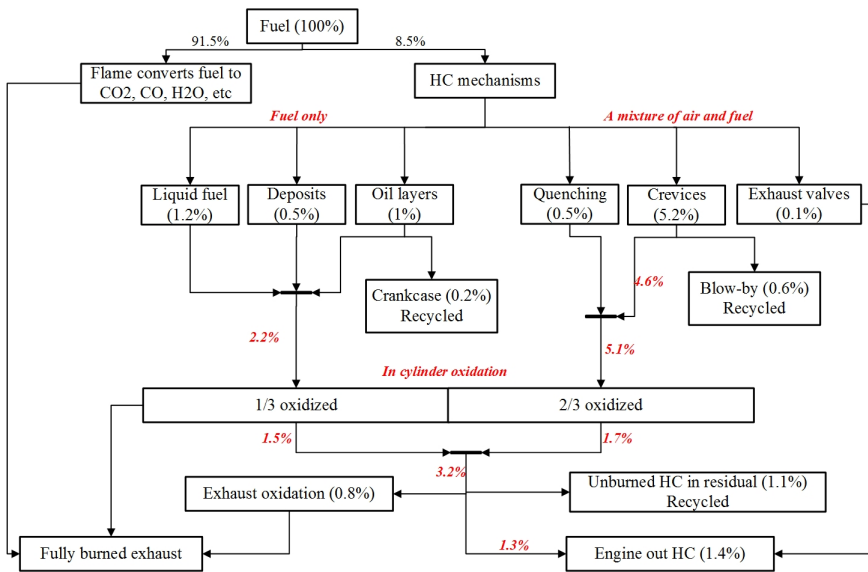 Fuel (100%)
91.5%
8.5%
Flame converts fuel to
CO2, CO, H2O, etc
HC mechanisms
Fuel only
A mixture of air and fuel
Liquid fuel
(1.2%)
Deposits
(0.5%)
Oil layers
(1%)
Quenching
(0.5%)
Crevices
(5.2%)
Exhaust valves
(0.1%)
Crankcase (0.2%)
Recycled
4.6%
Blow-by (0.6%)
Recycled
2.2%
5.1%
In cylinder oxidation
1/3 oxidized
2/3 oxidized
1.5%
1.7%
3.2%
Exhaust oxidation (0.8%)
Unburned HC in residual (1.1%)
Recycled
Fully burned exhaust
1.3%
Engine out HC (1.4%)